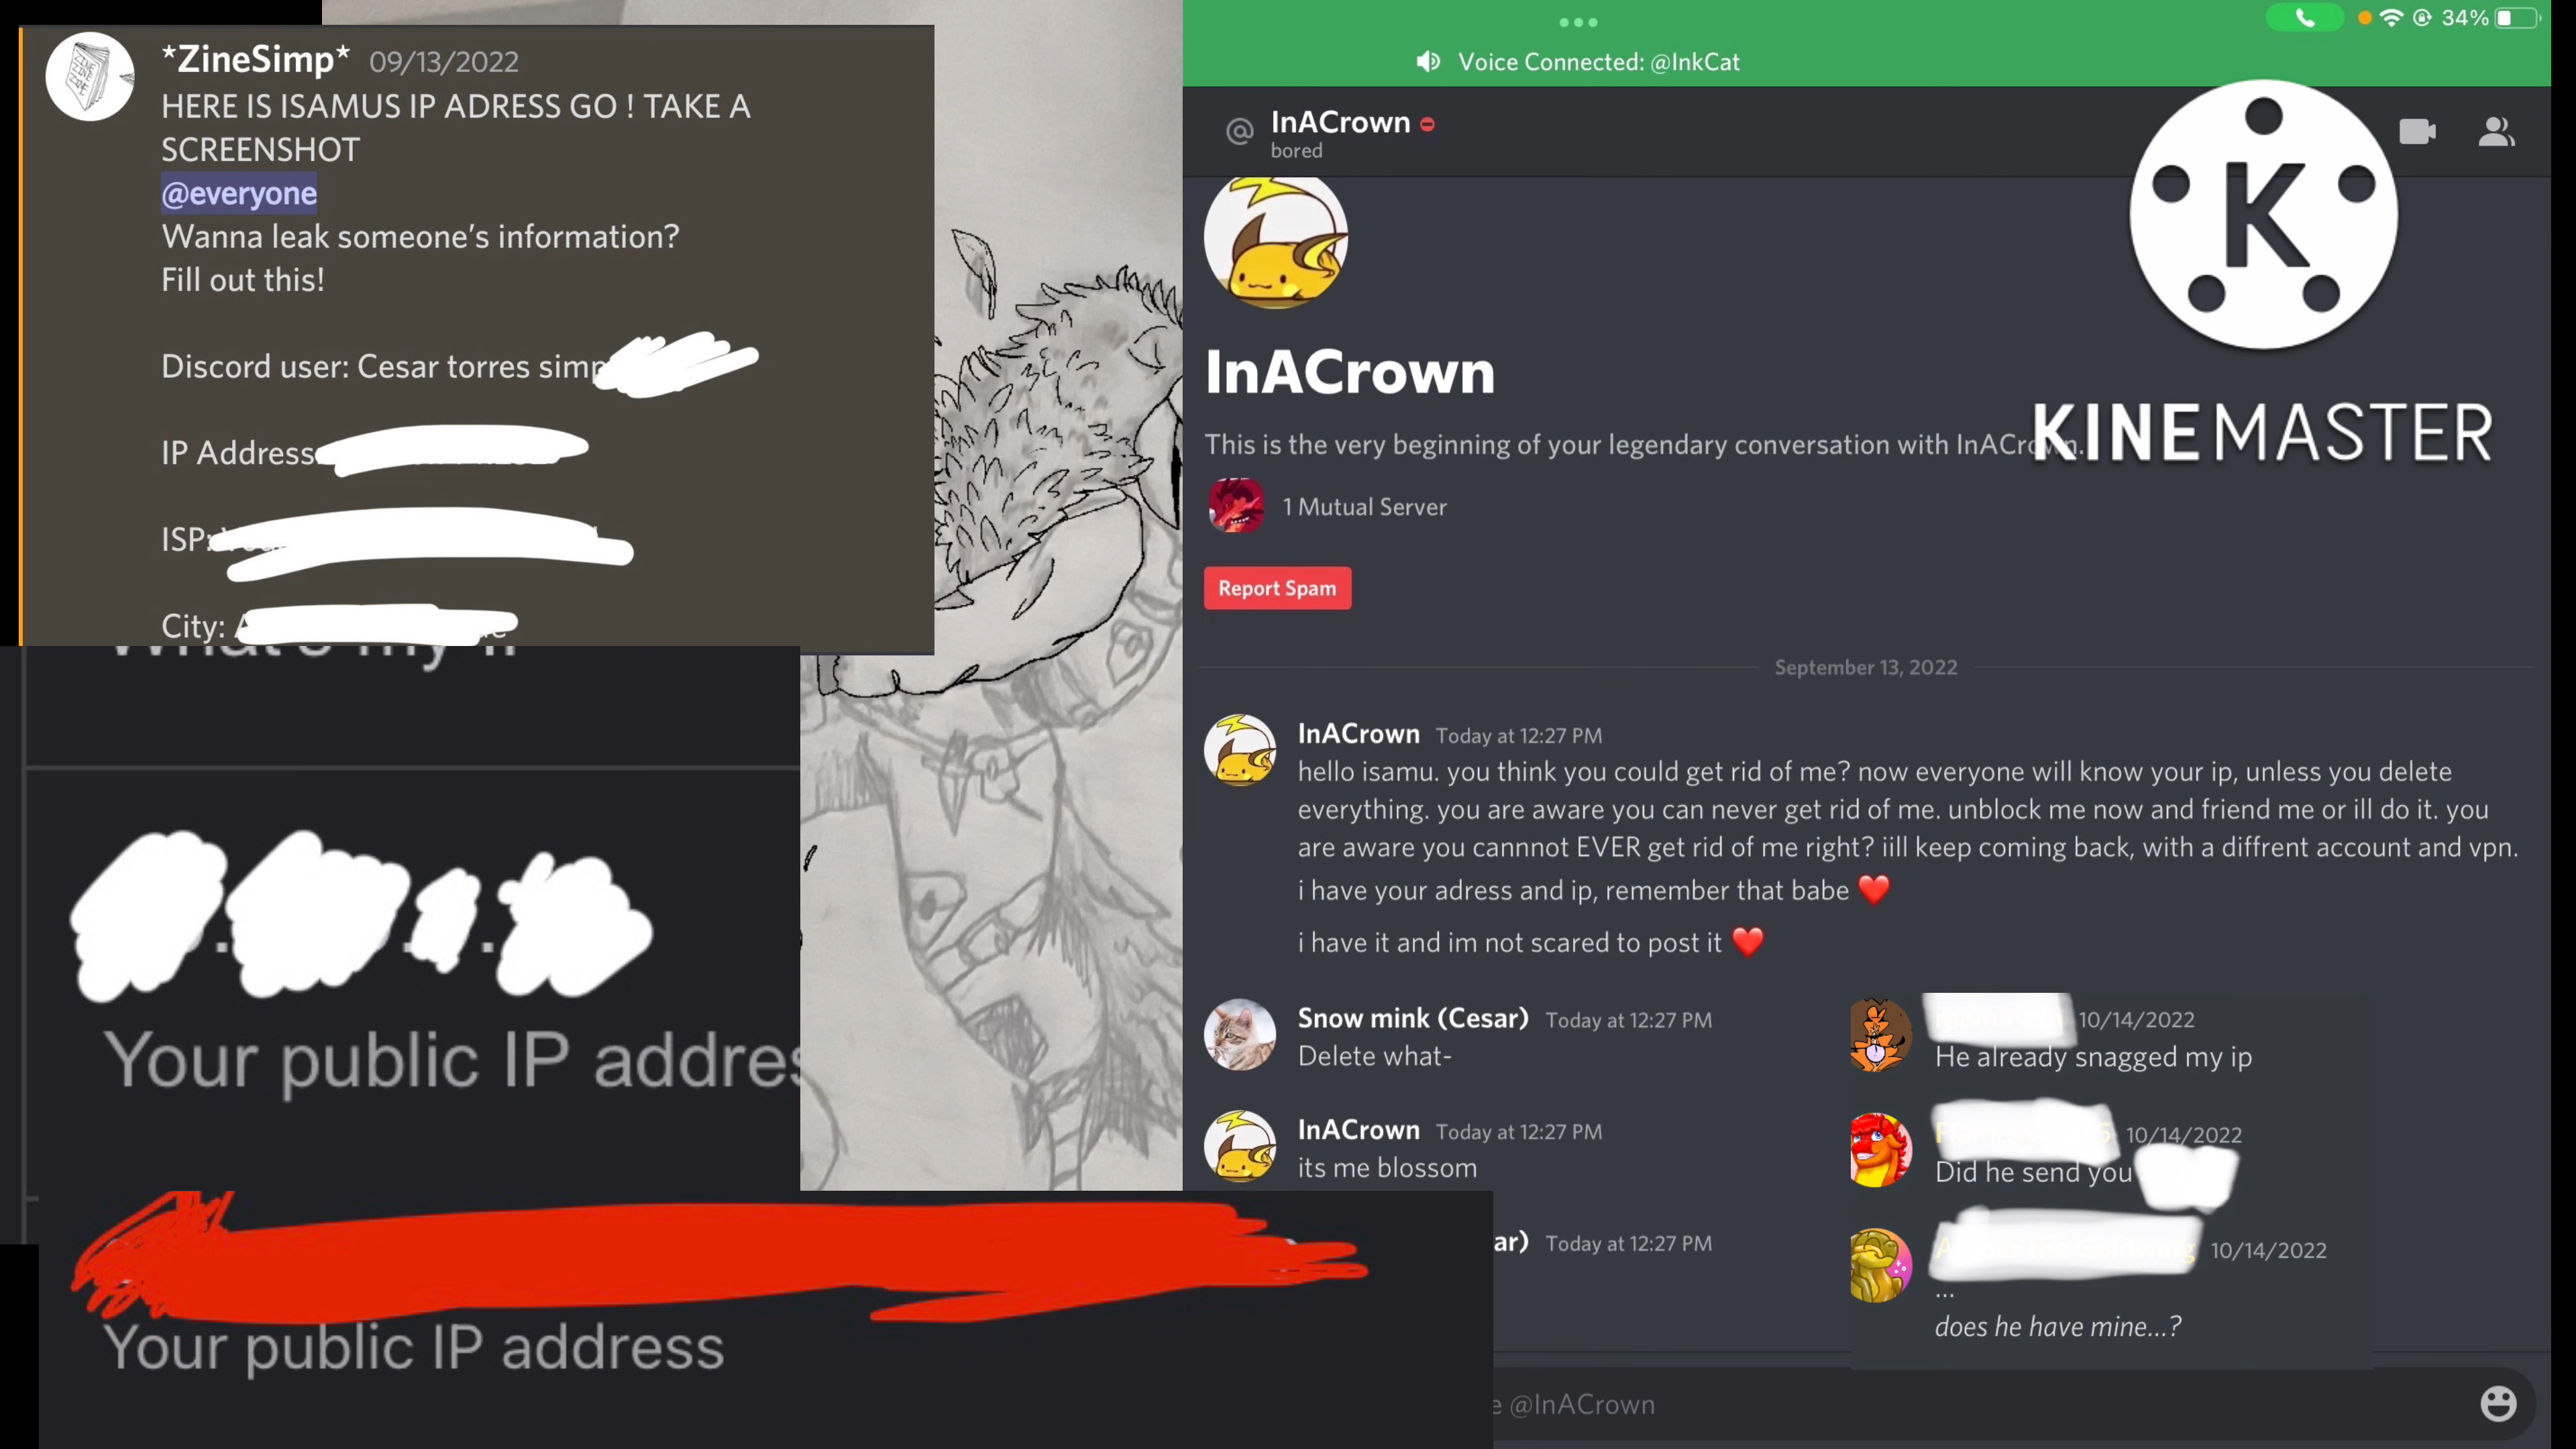 *ZineSimp* 09/13/2022
HERE IS ISAMUS IP ADRESS GO ! TAKE A
SCREENSHOT
@everyone
Wanna leak someone's information?
Fill out this!
Discord user: Cesar torres simp
IP Address
ISP:
City:
What's my IP
Your public IP addres
Your public IP address
34%
Voice Connected: @InkCat
InACrown
bored
K
KINEMASTER
InACrown
This is the very beginning of your legendary conversation with InACrown.
1 Mutual Server
Report Spam
September 13, 2022
InACrown Today at 12:27 PM
hello isamu. you think you could get rid of me? now everyone will know your ip, unless you delete
everything. you are aware you can never get rid of me. unblock me now and friend me or ill do it. you
are aware you cannnot EVER get rid of me right? iill keep coming back, with a diffrent account and vpn.
i have your adress and ip, remember that babe ❤️
i have it and im not scared to post it ❤️
Snow mink (Cesar) Today at 12:27 PM
Delete what-
InACrown Today at 12:27 PM
its me blossom
ar) Today at 12:27 PM
10/14/2022
He already snagged my ip
10/14/2022
Did he send you
10/14/2022
...
does he have mine...?
e @InACrown